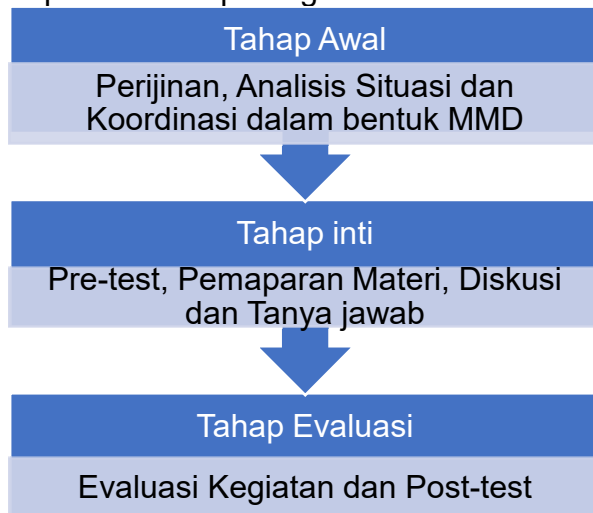 Tahap Awal
Perijinan, Analisis Situasi dan
Koordinasi dalam bentuk MMD
Tahap inti
Pre-test, Pemaparan Materi, Diskusi
dan Tanya jawab
Tahap Evaluasi
Evaluasi Kegiatan dan Post-test